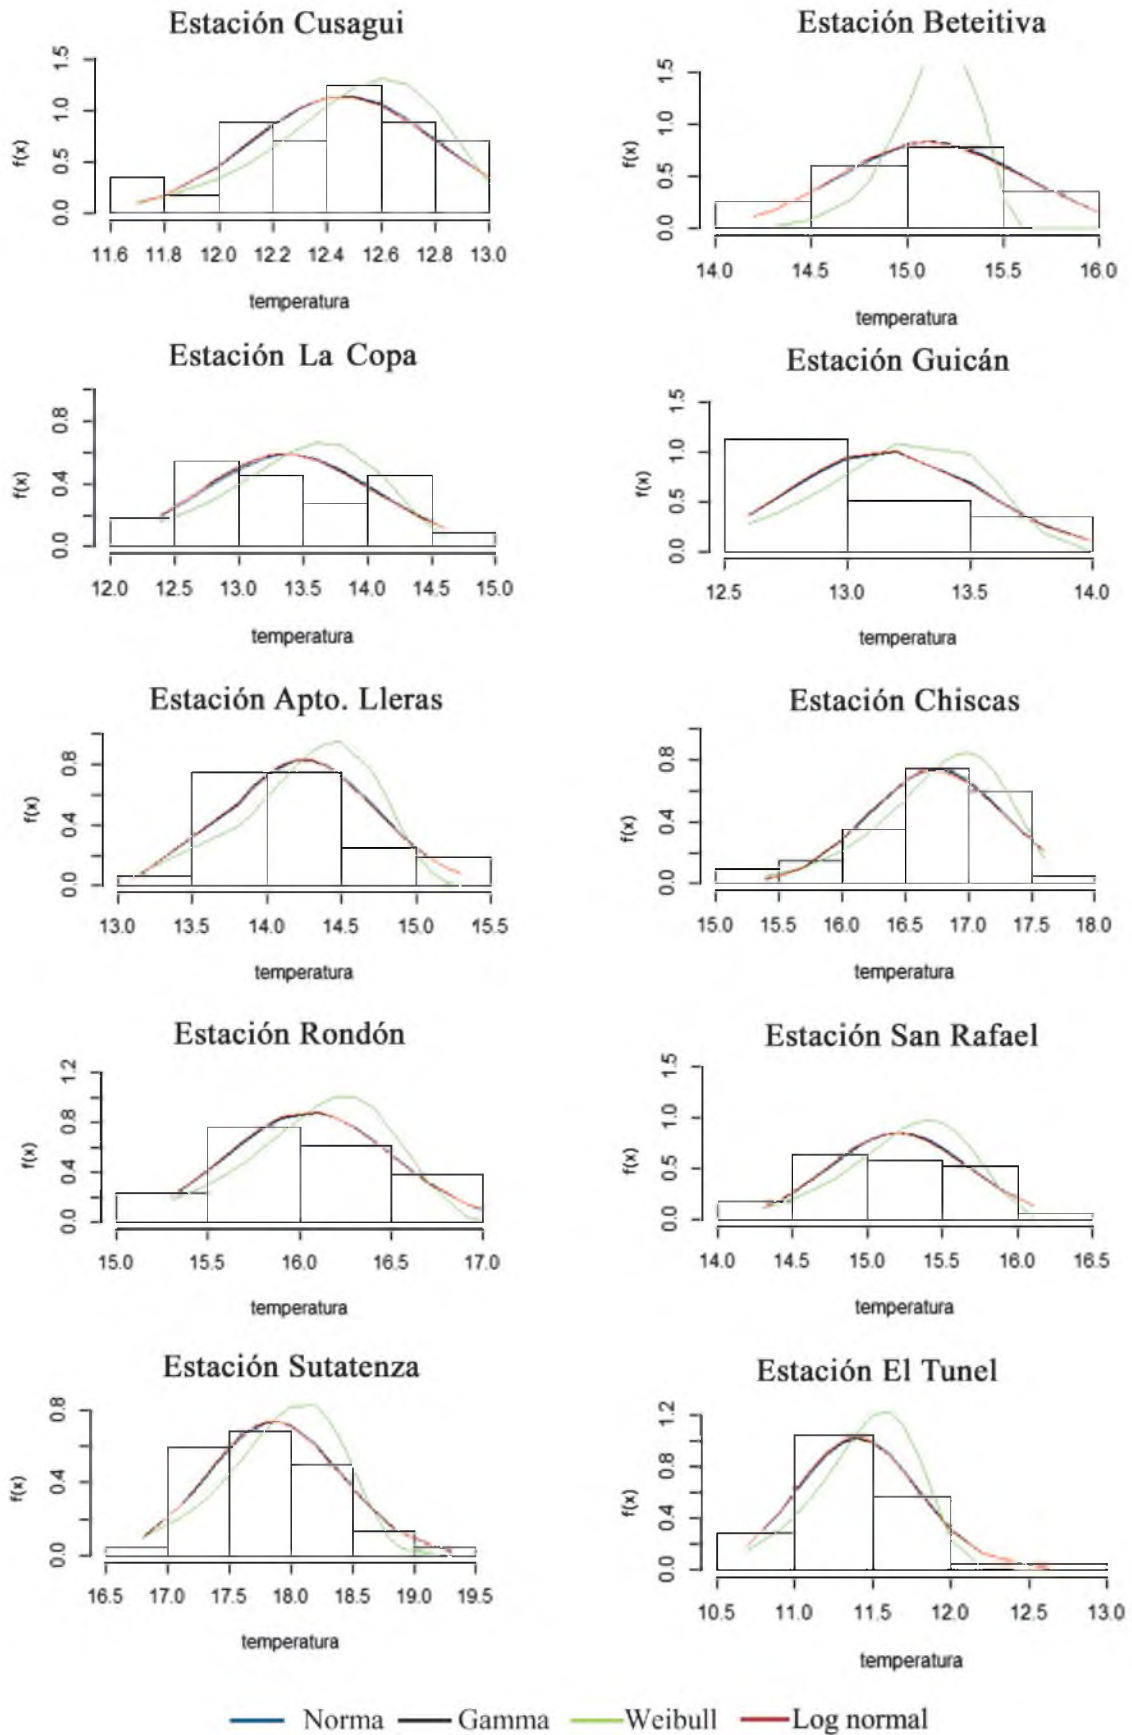 Estación Cusagui
f(x)
0.0 0.5 1.0 1.5
11.6 11.8 12.0 12.2 12.4 12.6 12.8 13.0
temperatura
Estación Beteitiva
f(x)
0.0 0.5 1.0 1.5
14.0 14.5 15.0 15.5 16.0
temperatura
Estación La Copa
f(x)
0.0 0.4 0.8
12.0 12.5 13.0 13.5 14.0 14.5 15.0
temperatura
Estación Guicán
f(x)
0.0 0.5 1.0 1.5
12.5 13.0 13.5 14.0
temperatura
Estación Apto. Lleras
f(x)
0.0 0.4 0.8
13.0 13.5 14.0 14.5 15.0 15.5
temperatura
Estación Chiscas
f(x)
0.0 0.4 0.8
15.0 15.5 16.0 16.5 17.0 17.5 18.0
temperatura
Estación Rondón
f(x)
0.0 0.4 0.8 1.2
15.0 15.5 16.0 16.5 17.0
temperatura
Estación San Rafael
f(x)
0.0 0.5 1.0 1.5
14.0 14.5 15.0 15.5 16.0 16.5
temperatura
Estación Sutatenza
f(x)
0.0 0.4 0.8
16.5 17.0 17.5 18.0 18.5 19.0 19.5
temperatura
Estación El Tunel
f(x)
0.0 0.4 0.8 1.2
10.5 11.0 11.5 12.0 12.5 13.0
temperatura
Norma Gamma Weibull Log normal